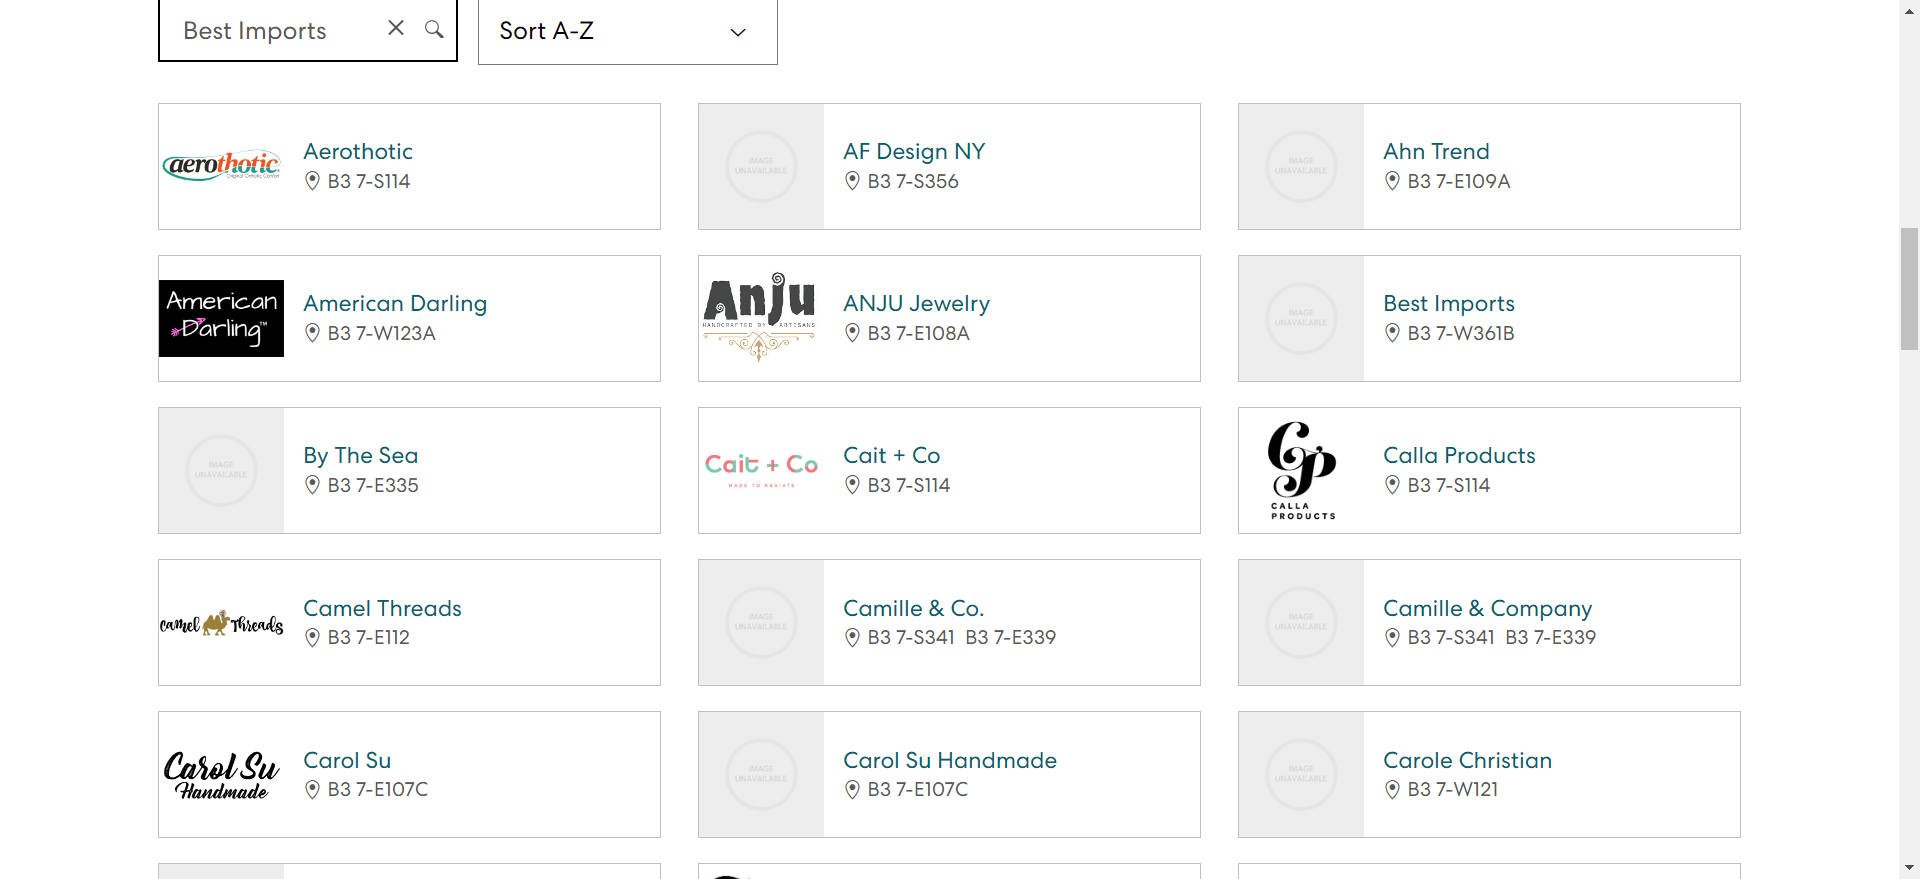 Best Imports
Sort A-Z
aerothotic
Original Orthotic Comfort
Aerothotic
B3 7-S114
IMAGE
UNAVAILABLE
AF Design NY
B3 7-S356
IMAGE
UNAVAILABLE
Ahn Trend
B3 7-E109A
American
Darling™
American Darling
B3 7-W123A
Anju
HANDCRAFTED BY ARTISANS
ANJU Jewelry
B3 7-E108A
IMAGE
UNAVAILABLE
Best Imports
B3 7-W361B
IMAGE
UNAVAILABLE
By The Sea
B3 7-E335
Cait + Co
MADE TO RADIATE
Cait + Co
B3 7-S114
CP
CALLA
PRODUCTS
Calla Products
B3 7-S114
camel Threads
Camel Threads
B3 7-E112
IMAGE
UNAVAILABLE
Camille & Co.
B3 7-S341 B3 7-E339
IMAGE
UNAVAILABLE
Camille & Company
B3 7-S341 B3 7-E339
Carol Su
Handmade
Carol Su
B3 7-E107C
IMAGE
UNAVAILABLE
Carol Su Handmade
B3 7-E107C
IMAGE
UNAVAILABLE
Carole Christian
B3 7-W121